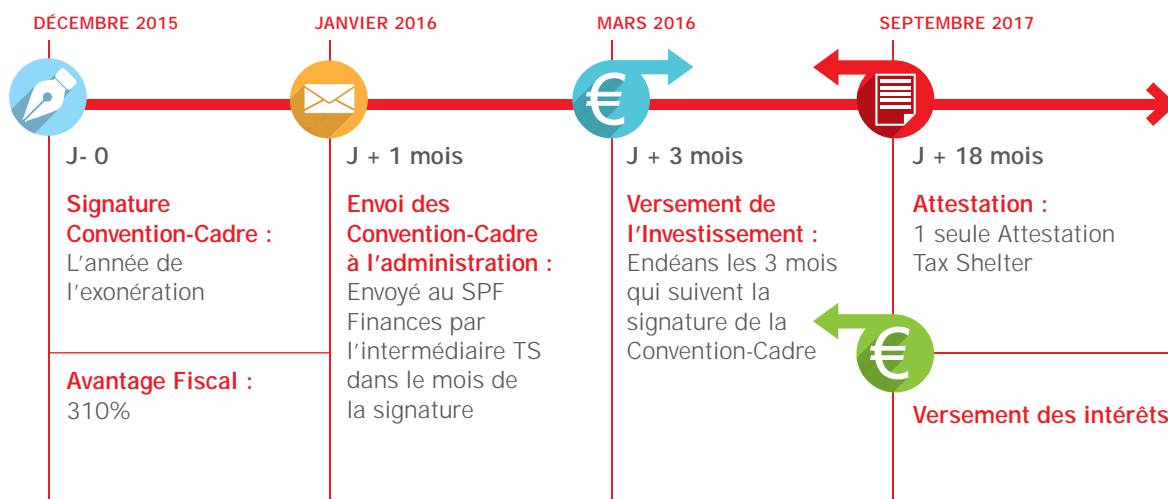 DÉCEMBRE 2015
J- 0
Signature
Convention-Cadre :
L'année de
l'exonération
Avantage Fiscal :
310%
JANVIER 2016
J + 1 mois
Envoi des
Convention-Cadre
à l'administration :
Envoyé au SPF
Finances par
l'intermédiaire TS
dans le mois de
la signature
MARS 2016
€
J + 3 mois
Versement de
l'Investissement :
Endéans les 3 mois
qui suivent la
signature de la
Convention-Cadre
SEPTEMBRE 2017
J + 18 mois
Attestation :
1 seule Attestation
Tax Shelter
€
Versement des intérêts